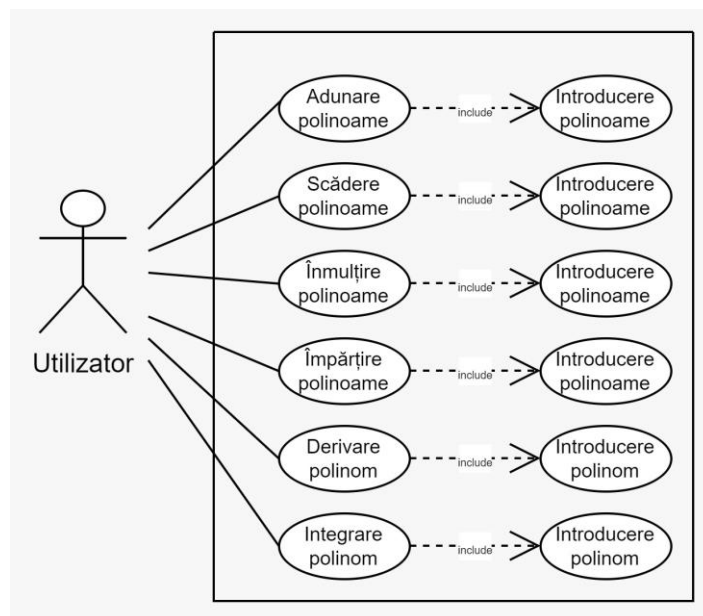 Adunare
polinoame
include
Introducere
polinoame
Scădere
polinoame
include
Introducere
polinoame
Înmulțire
polinoame
include
Introducere
polinoame
Utilizator
Împărțire
polinoame
include
Introducere
polinoame
Derivare
polinom
include
Introducere
polinom
Integrare
polinom
include
Introducere
polinom